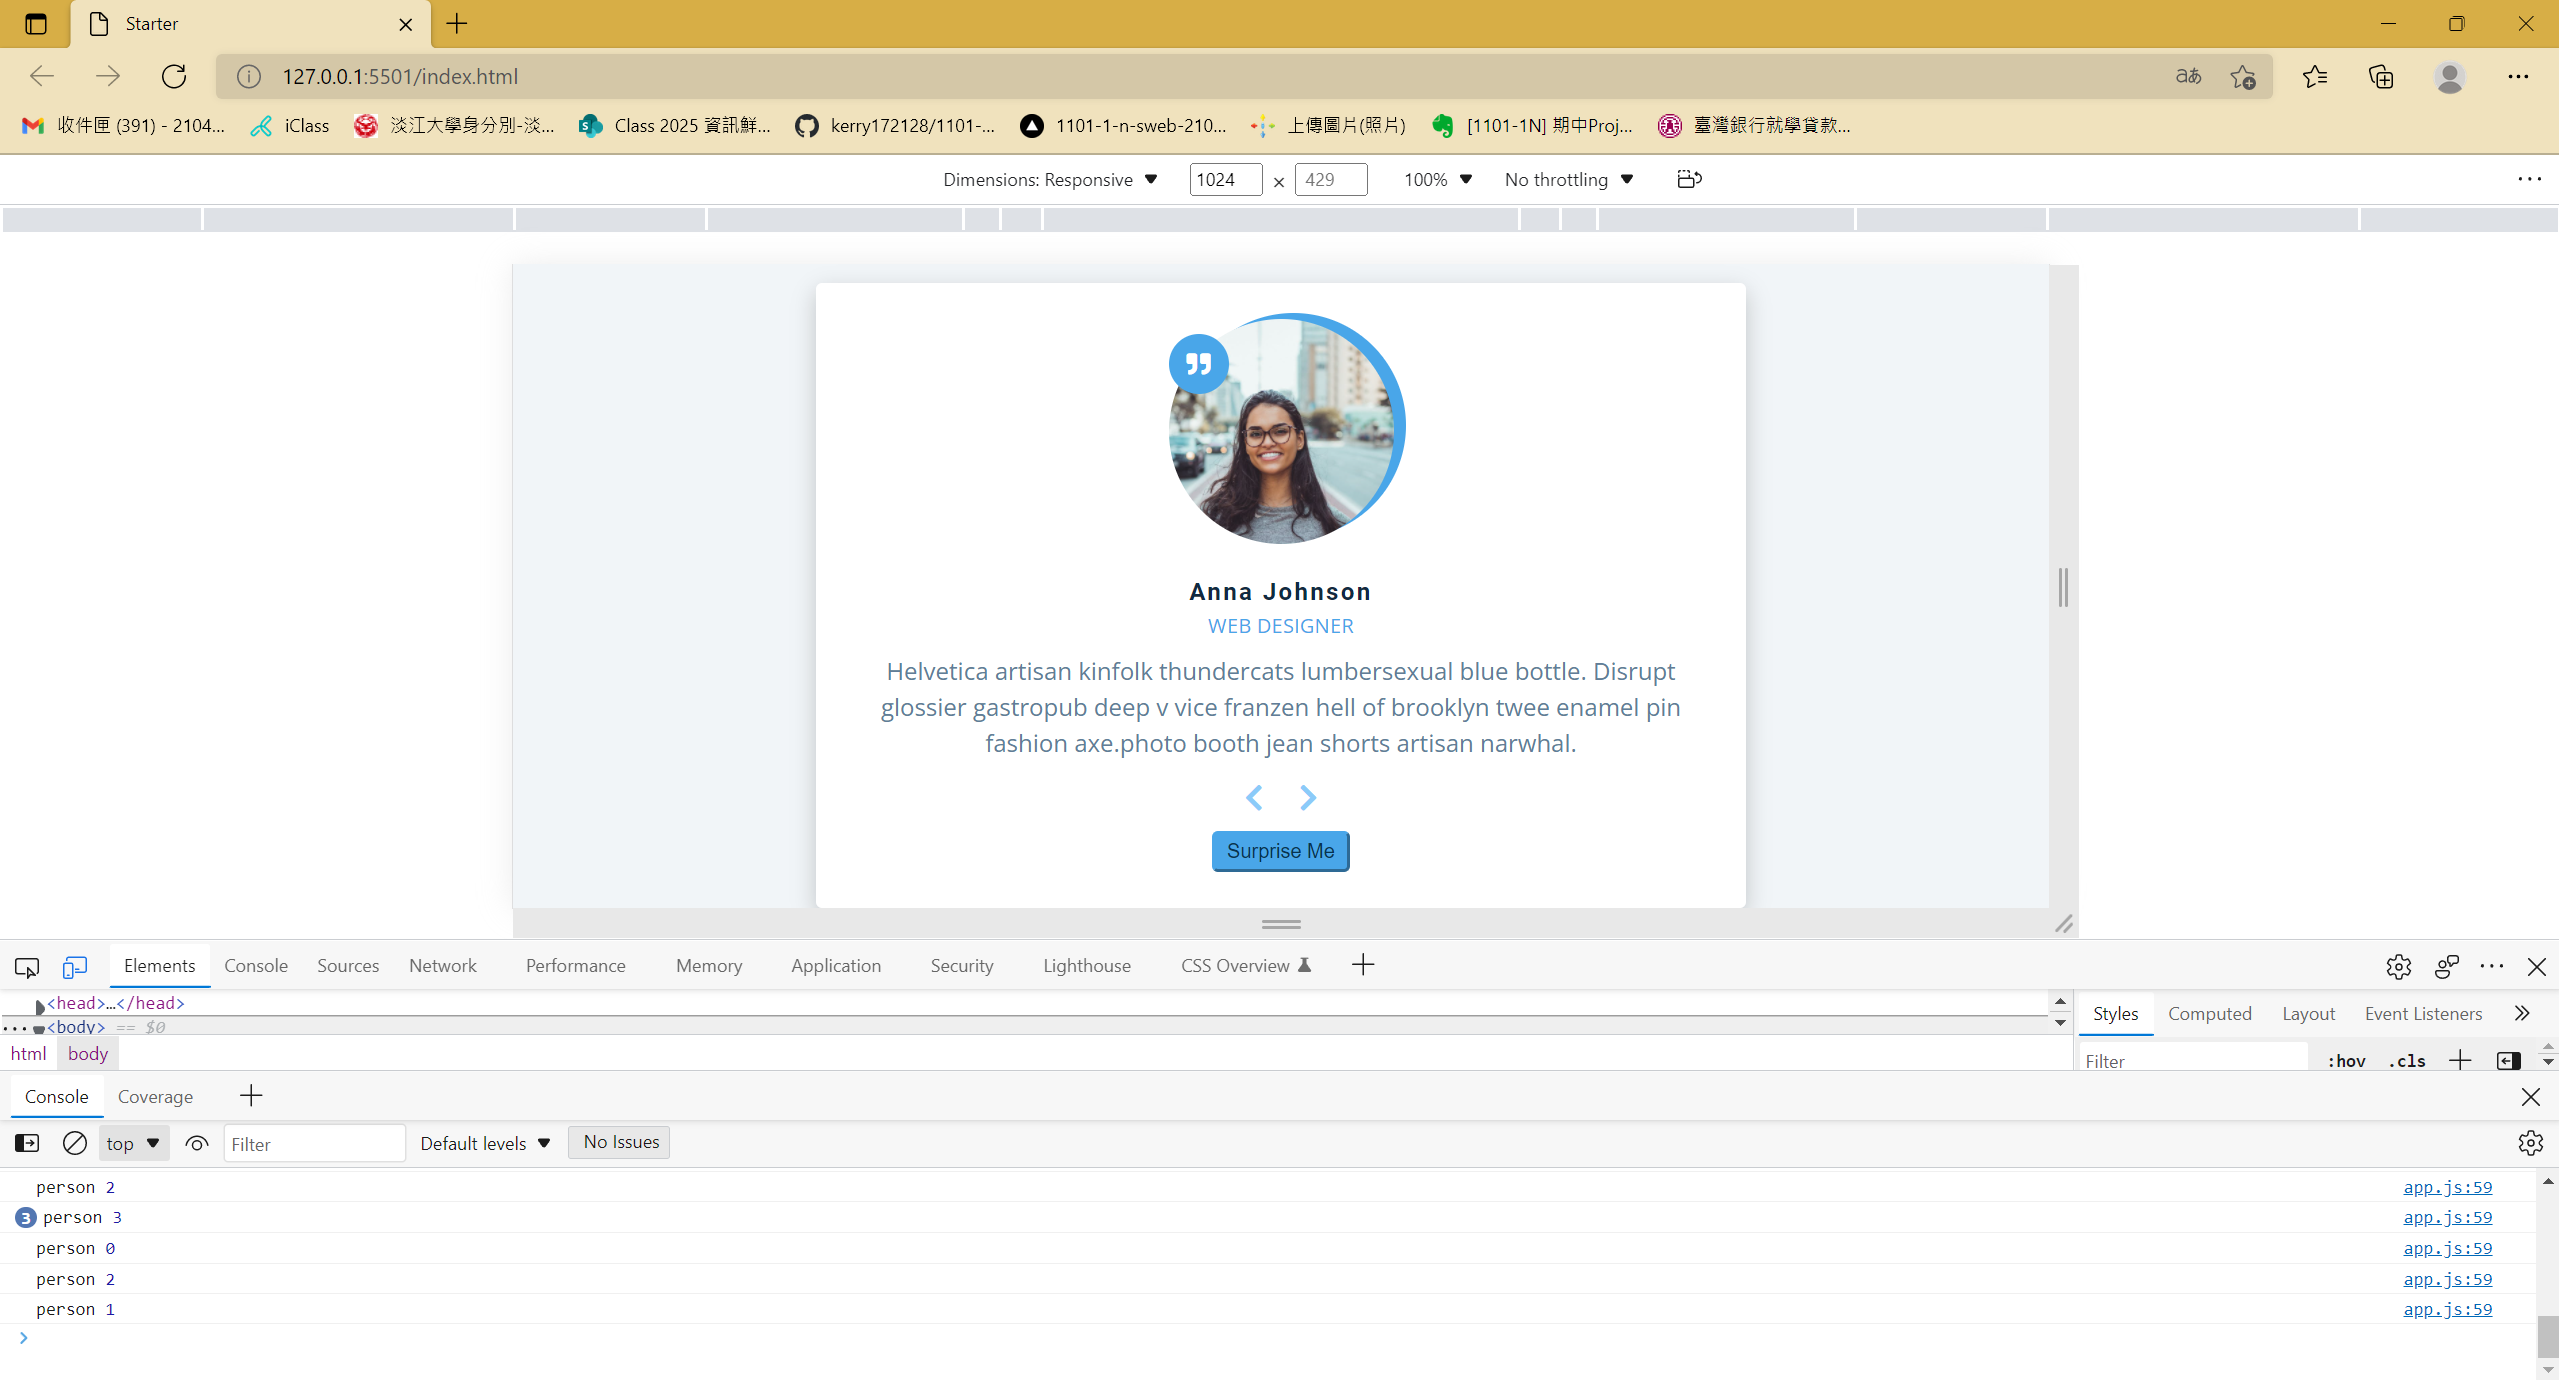 Starter
127.0.0.1:5501/index.html
aあ
收件匣 (391) - 2104...
iClass
淡江大學身分別-淡...
Class 2025 資訊鮮...
kerry172128/1101-...
1101-1-n-sweb-210...
上傳圖片(照片)
[1101-1N] 期中Proj...
臺灣銀行就學貸款...
Dimensions: Responsive 1024 × 429 100% No throttling
Anna Johnson
WEB DESIGNER
Helvetica artisan kinfolk thundercats lumbersexual blue bottle. Disrupt
glossier gastropub deep v vice franzen hell of brooklyn twee enamel pin
fashion axe.photo booth jean shorts artisan narwhal.
Surprise Me
Elements Console Sources Network Performance Memory Application Security Lighthouse CSS Overview
<head>…</head>
<body> == $0
html body
Styles Computed Layout Event Listeners
Filter :hov .cls
Console Coverage
top Filter Default levels No Issues
person 2 app.js:59
3 person 3 app.js:59
person 0 app.js:59
person 2 app.js:59
person 1 app.js:59